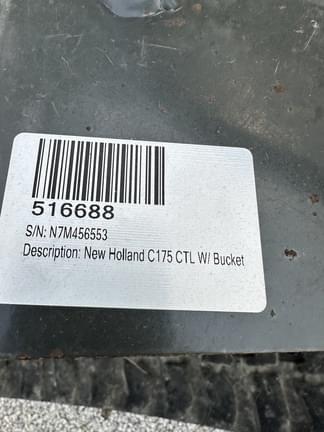 516688
S/N: N7M456553
Description: New Holland C175 CTL W/ Bucket